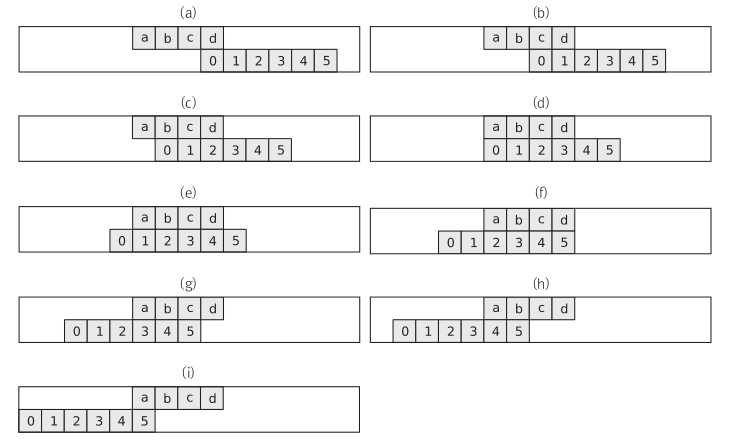 (a) (b)
a b c d a b c d
0 1 2 3 4 5 0 1 2 3 4 5
(c) (d)
a b c d a b c d
0 1 2 3 4 5 0 1 2 3 4 5
(e) (f)
a b c d a b c d
0 1 2 3 4 5 0 1 2 3 4 5
(g) (h)
a b c d a b c d
0 1 2 3 4 5 0 1 2 3 4 5
(i)
a b c d
0 1 2 3 4 5